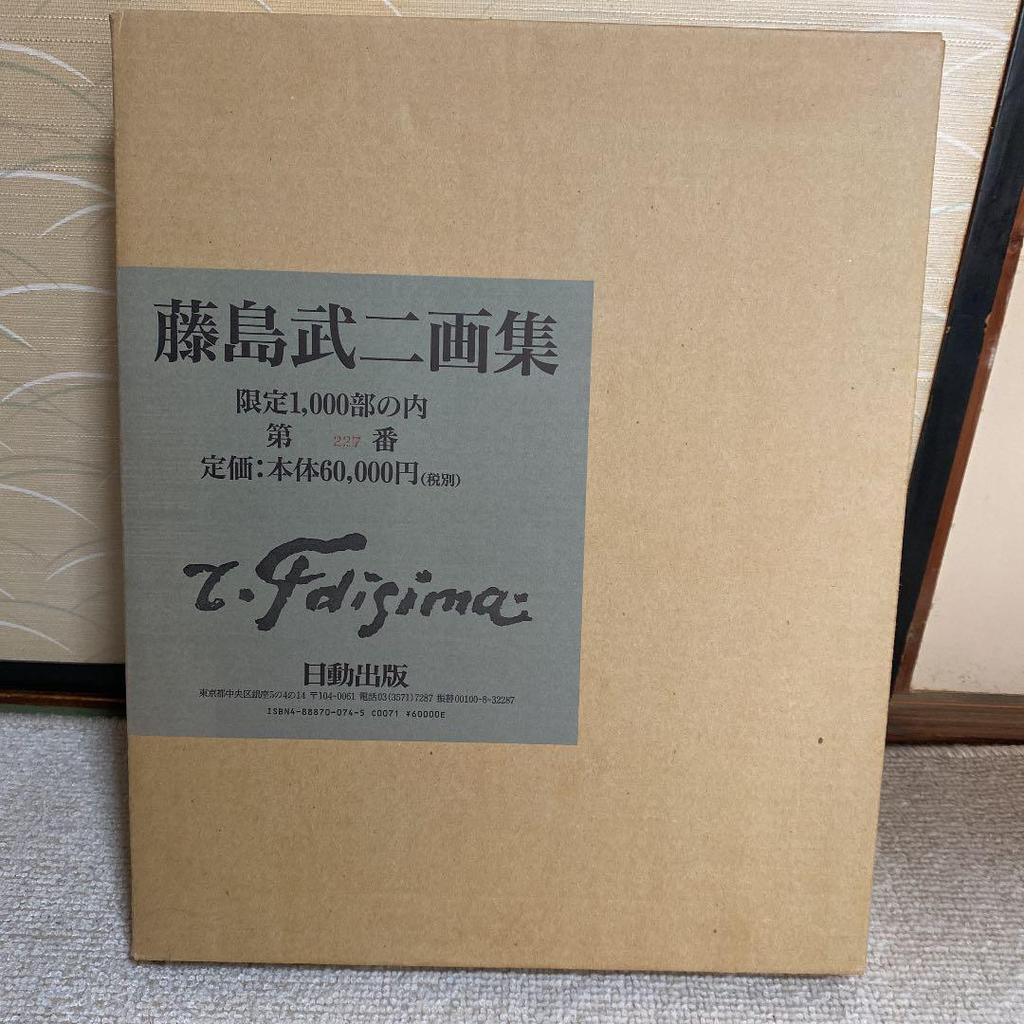 藤島武二画集
限定1,000部の内
第 227 番
定価:本体60,000円(税別)
T. Fdisima.
日動出版
東京都中央区銀座5の4の14 〒104-0061 電話03(3571)7287 振替00100-8-32287
ISBN4-88870-074-5 C0071 ¥60000E